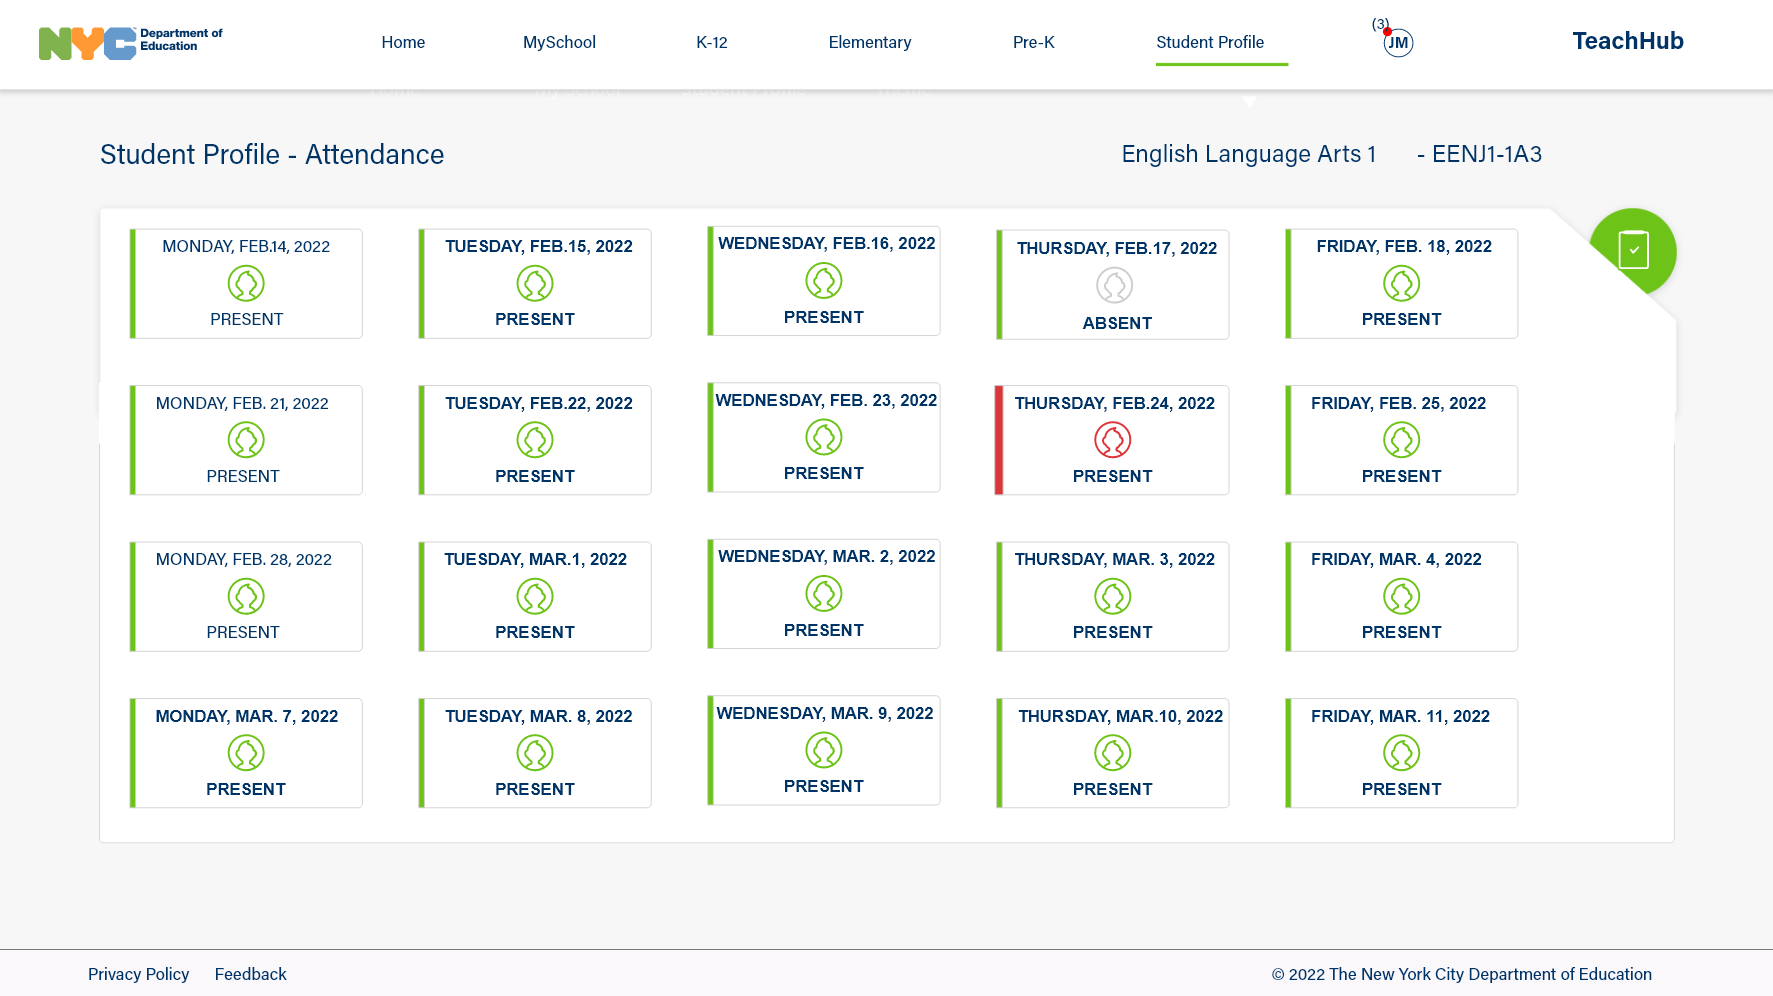 NYC Department of
Education
Home
MySchool
K-12
Elementary
Pre-K
Student Profile
(3)
JM
TeachHub
Student Profile - Attendance
English Language Arts 1 - EENJ1-1A3
MONDAY, FEB.14, 2022
PRESENT
TUESDAY, FEB.15, 2022
PRESENT
WEDNESDAY, FEB.16, 2022
PRESENT
THURSDAY, FEB.17, 2022
ABSENT
FRIDAY, FEB. 18, 2022
PRESENT
MONDAY, FEB. 21, 2022
PRESENT
TUESDAY, FEB.22, 2022
PRESENT
WEDNESDAY, FEB. 23, 2022
PRESENT
THURSDAY, FEB.24, 2022
PRESENT
FRIDAY, FEB. 25, 2022
PRESENT
MONDAY, FEB. 28, 2022
PRESENT
TUESDAY, MAR.1, 2022
PRESENT
WEDNESDAY, MAR. 2, 2022
PRESENT
THURSDAY, MAR. 3, 2022
PRESENT
FRIDAY, MAR. 4, 2022
PRESENT
MONDAY, MAR. 7, 2022
PRESENT
TUESDAY, MAR. 8, 2022
PRESENT
WEDNESDAY, MAR. 9, 2022
PRESENT
THURSDAY, MAR.10, 2022
PRESENT
FRIDAY, MAR. 11, 2022
PRESENT
Privacy Policy
Feedback
© 2022 The New York City Department of Education